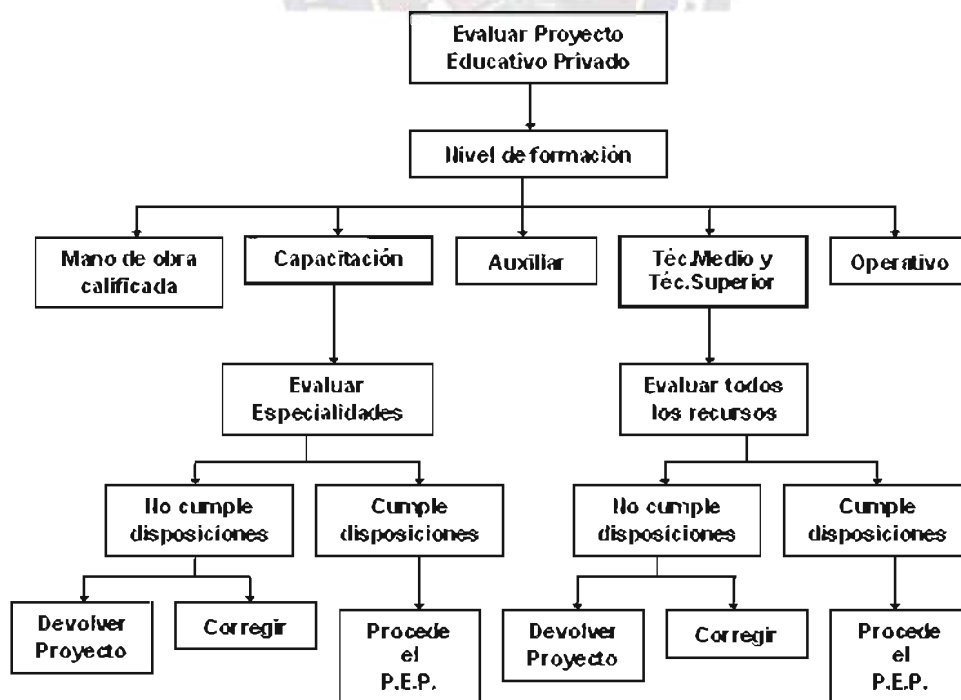 Evaluar Proyecto
Educativo Privado
Nivel de formación
Mano de obra
calificada
Capacitación
Auxiliar
Téc.Medio y
Téc.Superior
Operativo
Evaluar
Especialidades
Evaluar todos
los recursos
No cumple
disposiciones
Cumple
disposiciones
No cumple
disposiciones
Cumple
disposiciones
Devolver
Proyecto
Corregir
Procede
el
P.E.P.
Devolver
Proyecto
Corregir
Procede
el
P.E.P.